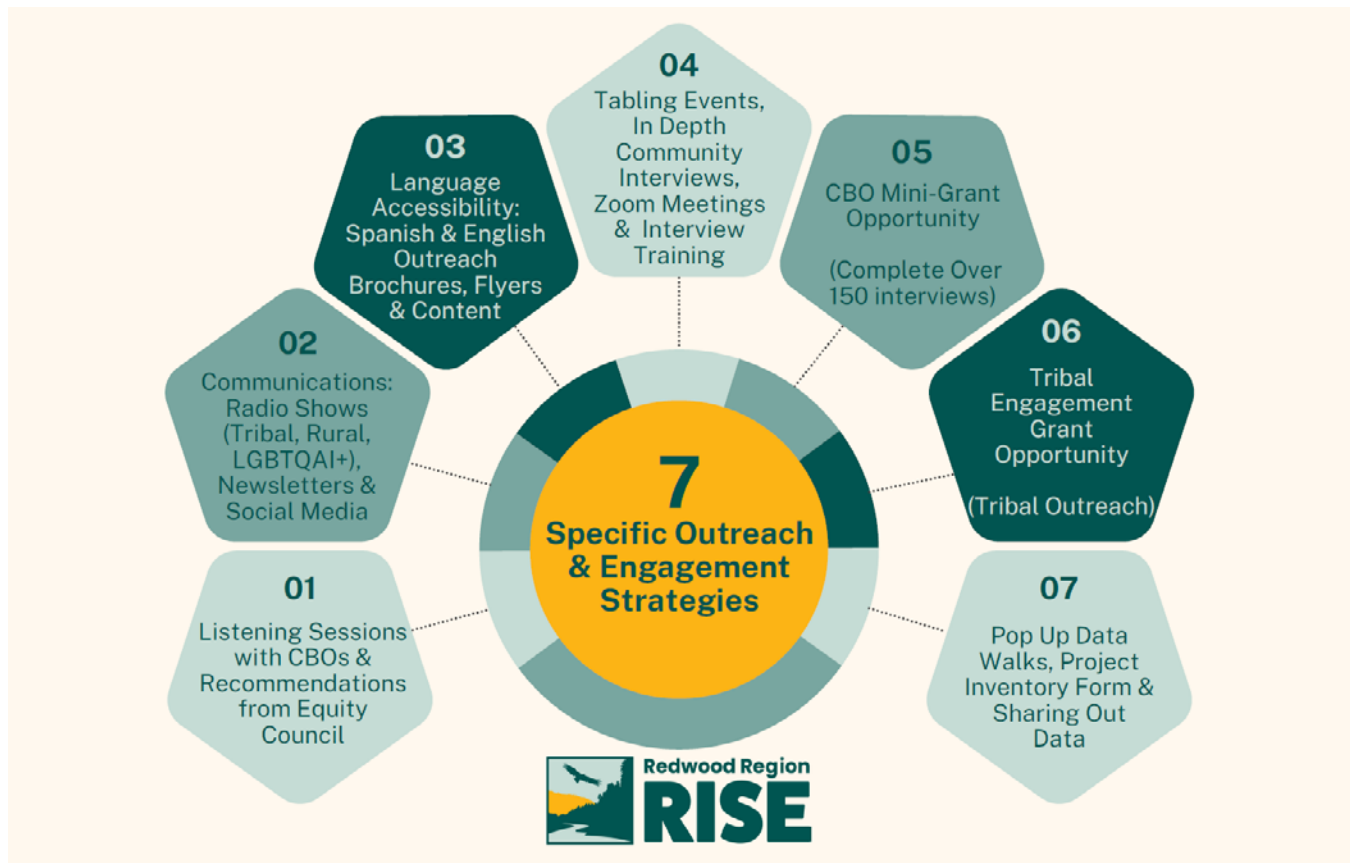 01
Listening Sessions
with CBOs &
Recommendations
from Equity
Council
02
Communications:
Radio Shows
(Tribal, Rural,
LGBTQAI+),
Newsletters &
Social Media
03
Language
Accessibility:
Spanish & English
Outreach
Brochures, Flyers
& Content
04
Tabling Events,
In Depth
Community
Interviews,
Zoom Meetings
& Interview
Training
05
CBO Mini-Grant
Opportunity
(Complete Over
150 interviews)
06
Tribal
Engagement
Grant
Opportunity
(Tribal Outreach)
07
Pop Up Data
Walks, Project
Inventory Form &
Sharing Out
Data
7
Specific Outreach
& Engagement
Strategies
Redwood Region
RISE